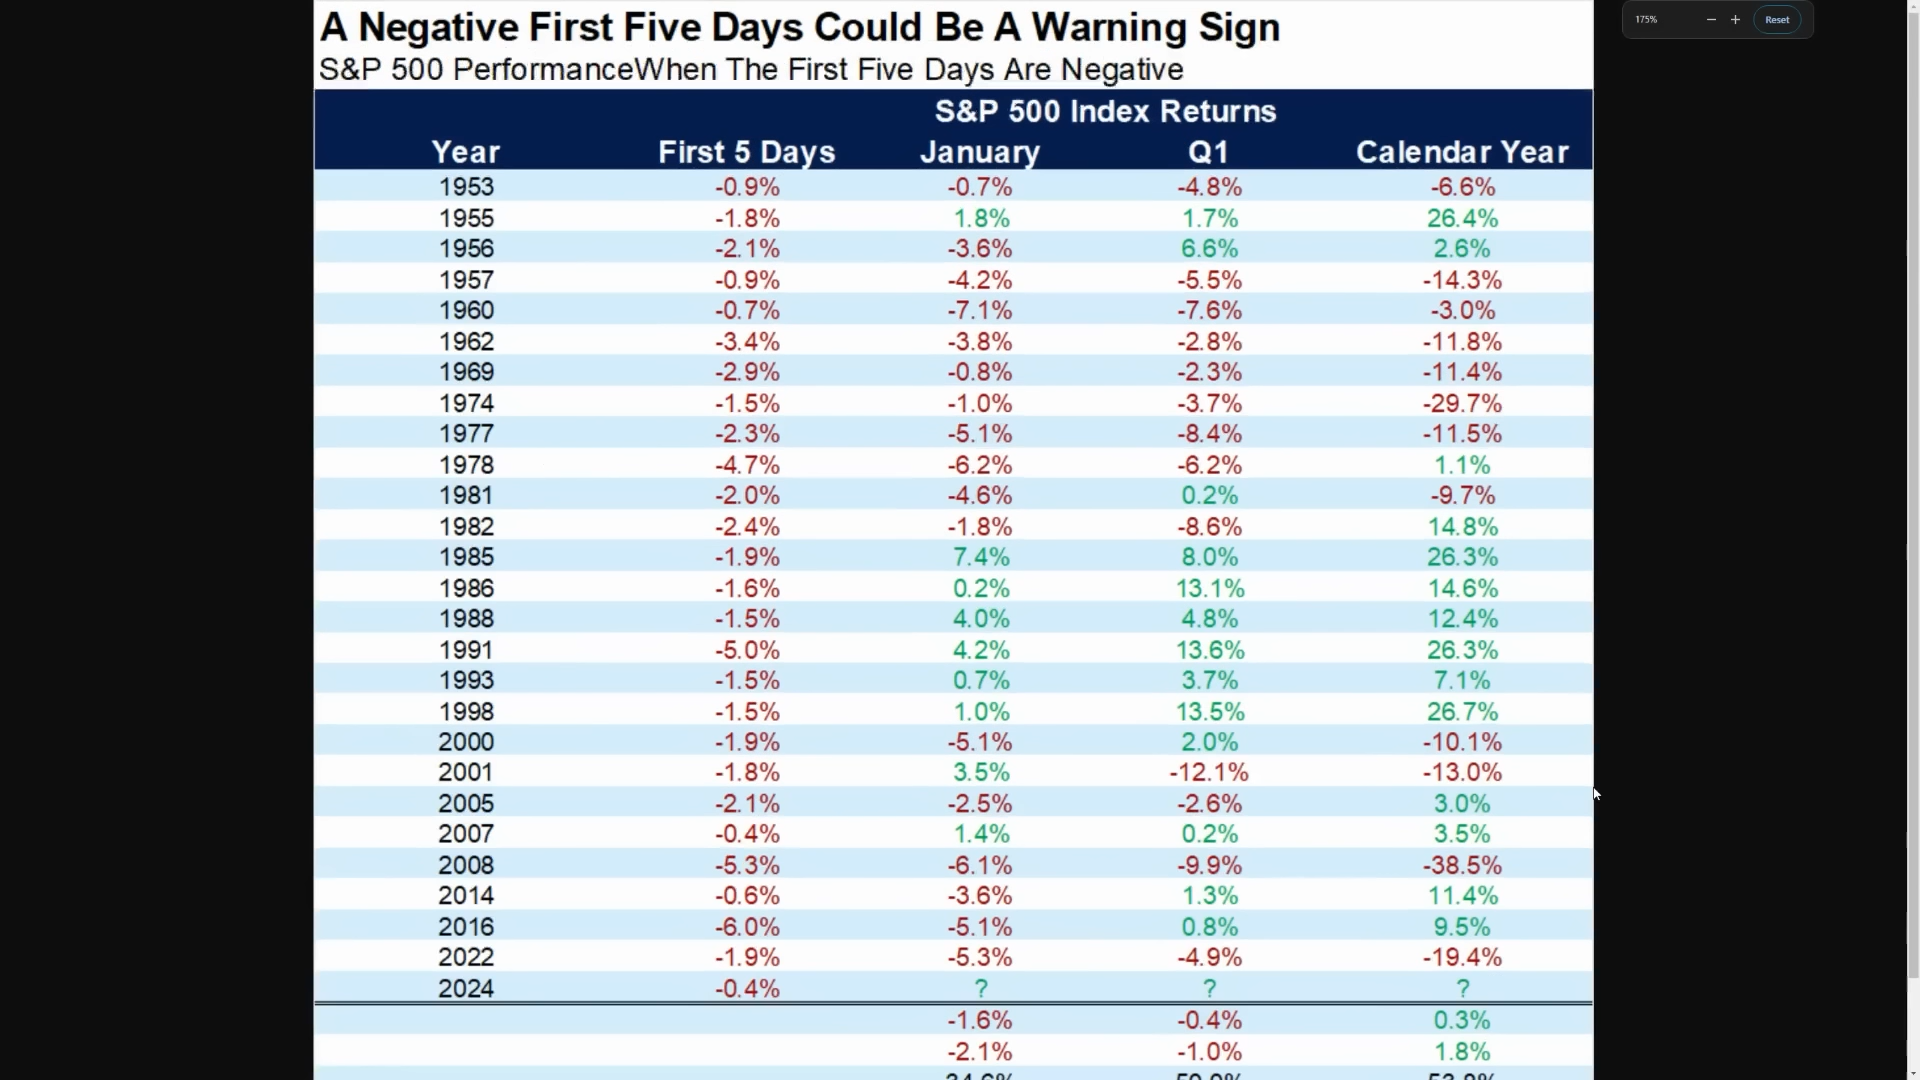 A Negative First Five Days Could Be A Warning Sign
175% − + Reset
S&P 500 PerformanceWhen The First Five Days Are Negative
S&P 500 Index Returns
Year First 5 Days January Q1 Calendar Year
1953 -0.9% -0.7% -4.8% -6.6%
1955 -1.8% 1.8% 1.7% 26.4%
1956 -2.1% -3.6% 6.6% 2.6%
1957 -0.9% -4.2% -5.5% -14.3%
1960 -0.7% -7.1% -7.6% -3.0%
1962 -3.4% -3.8% -2.8% -11.8%
1969 -2.9% -0.8% -2.3% -11.4%
1974 -1.5% -1.0% -3.7% -29.7%
1977 -2.3% -5.1% -8.4% -11.5%
1978 -4.7% -6.2% -6.2% 1.1%
1981 -2.0% -4.6% 0.2% -9.7%
1982 -2.4% -1.8% -8.6% 14.8%
1985 -1.9% 7.4% 8.0% 26.3%
1986 -1.6% 0.2% 13.1% 14.6%
1988 -1.5% 4.0% 4.8% 12.4%
1991 -5.0% 4.2% 13.6% 26.3%
1993 -1.5% 0.7% 3.7% 7.1%
1998 -1.5% 1.0% 13.5% 26.7%
2000 -1.9% -5.1% 2.0% -10.1%
2001 -1.8% 3.5% -12.1% -13.0%
2005 -2.1% -2.5% -2.6% 3.0%
2007 -0.4% 1.4% 0.2% 3.5%
2008 -5.3% -6.1% -9.9% -38.5%
2014 -0.6% -3.6% 1.3% 11.4%
2016 -6.0% -5.1% 0.8% 9.5%
2022 -1.9% -5.3% -4.9% -19.4%
2024 -0.4% ? ? ?
-1.6% -0.4% 0.3%
-2.1% -1.0% 1.8%